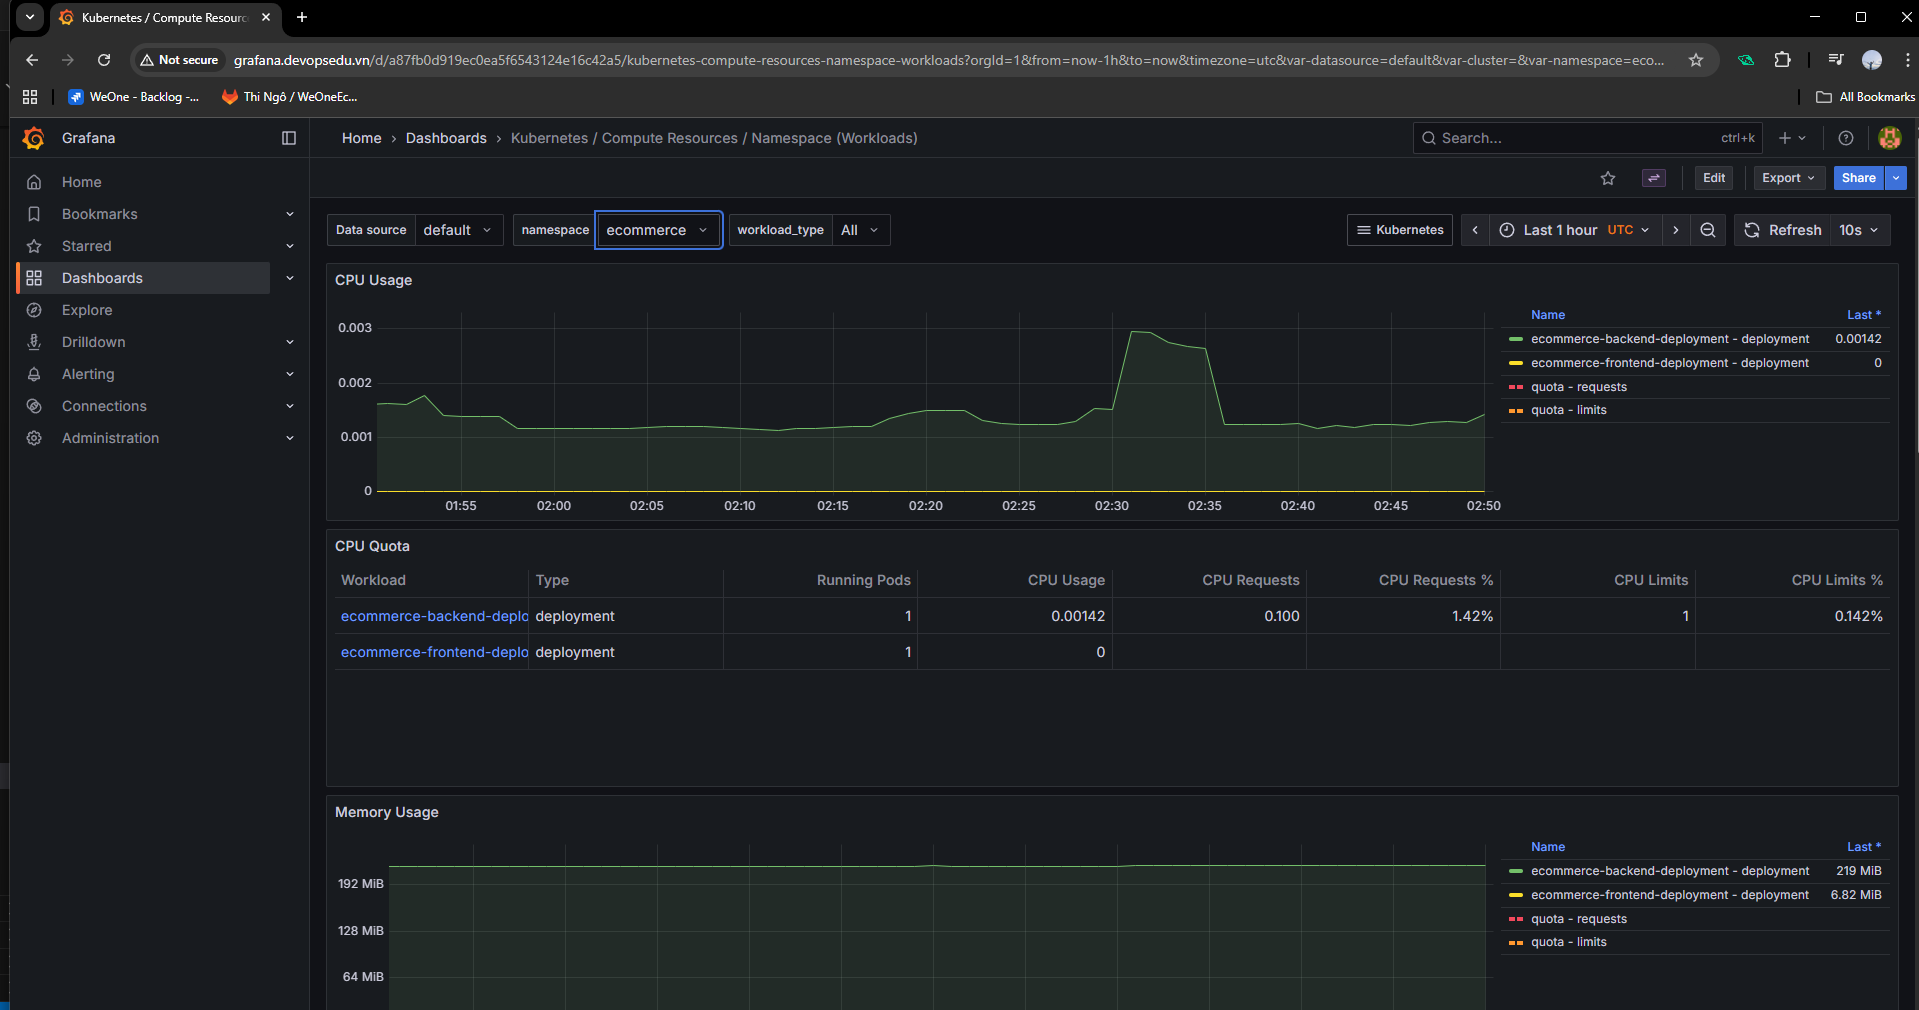 Kubernetes / Compute Resourc
Not secure
grafana.devopsedu.vn/d/a87fb0d919ec0ea5f6543124e16c42a5/kubernetes-compute-resources-namespace-workloads?orgId=1&from=now-1h&to=now&timezone=utc&var-datasource=default&var-cluster=&var-namespace=eco...
WeOne - Backlog -...
Thi Ngô / WeOneEc...
All Bookmarks
Grafana
Home › Dashboards › Kubernetes / Compute Resources / Namespace (Workloads)
Search...
ctrl+k
Home
Bookmarks
Starred
Dashboards
Explore
Drilldown
Alerting
Connections
Administration
Edit
Export
Share
Data source
default
namespace
ecommerce
workload_type
All
Kubernetes
Last 1 hour UTC
Refresh
10s
CPU Usage
0.003
0.002
0.001
0
01:55 02:00 02:05 02:10 02:15 02:20 02:25 02:30 02:35 02:40 02:45 02:50
Name Last *
ecommerce-backend-deployment - deployment 0.00142
ecommerce-frontend-deployment - deployment 0
quota - requests
quota - limits
CPU Quota
Workload Type Running Pods CPU Usage CPU Requests CPU Requests % CPU Limits CPU Limits %
ecommerce-backend-deplo deployment 1 0.00142 0.100 1.42% 1 0.142%
ecommerce-frontend-deplo deployment 1 0
Memory Usage
192 MiB
128 MiB
64 MiB
Name Last *
ecommerce-backend-deployment - deployment 219 MiB
ecommerce-frontend-deployment - deployment 6.82 MiB
quota - requests
quota - limits